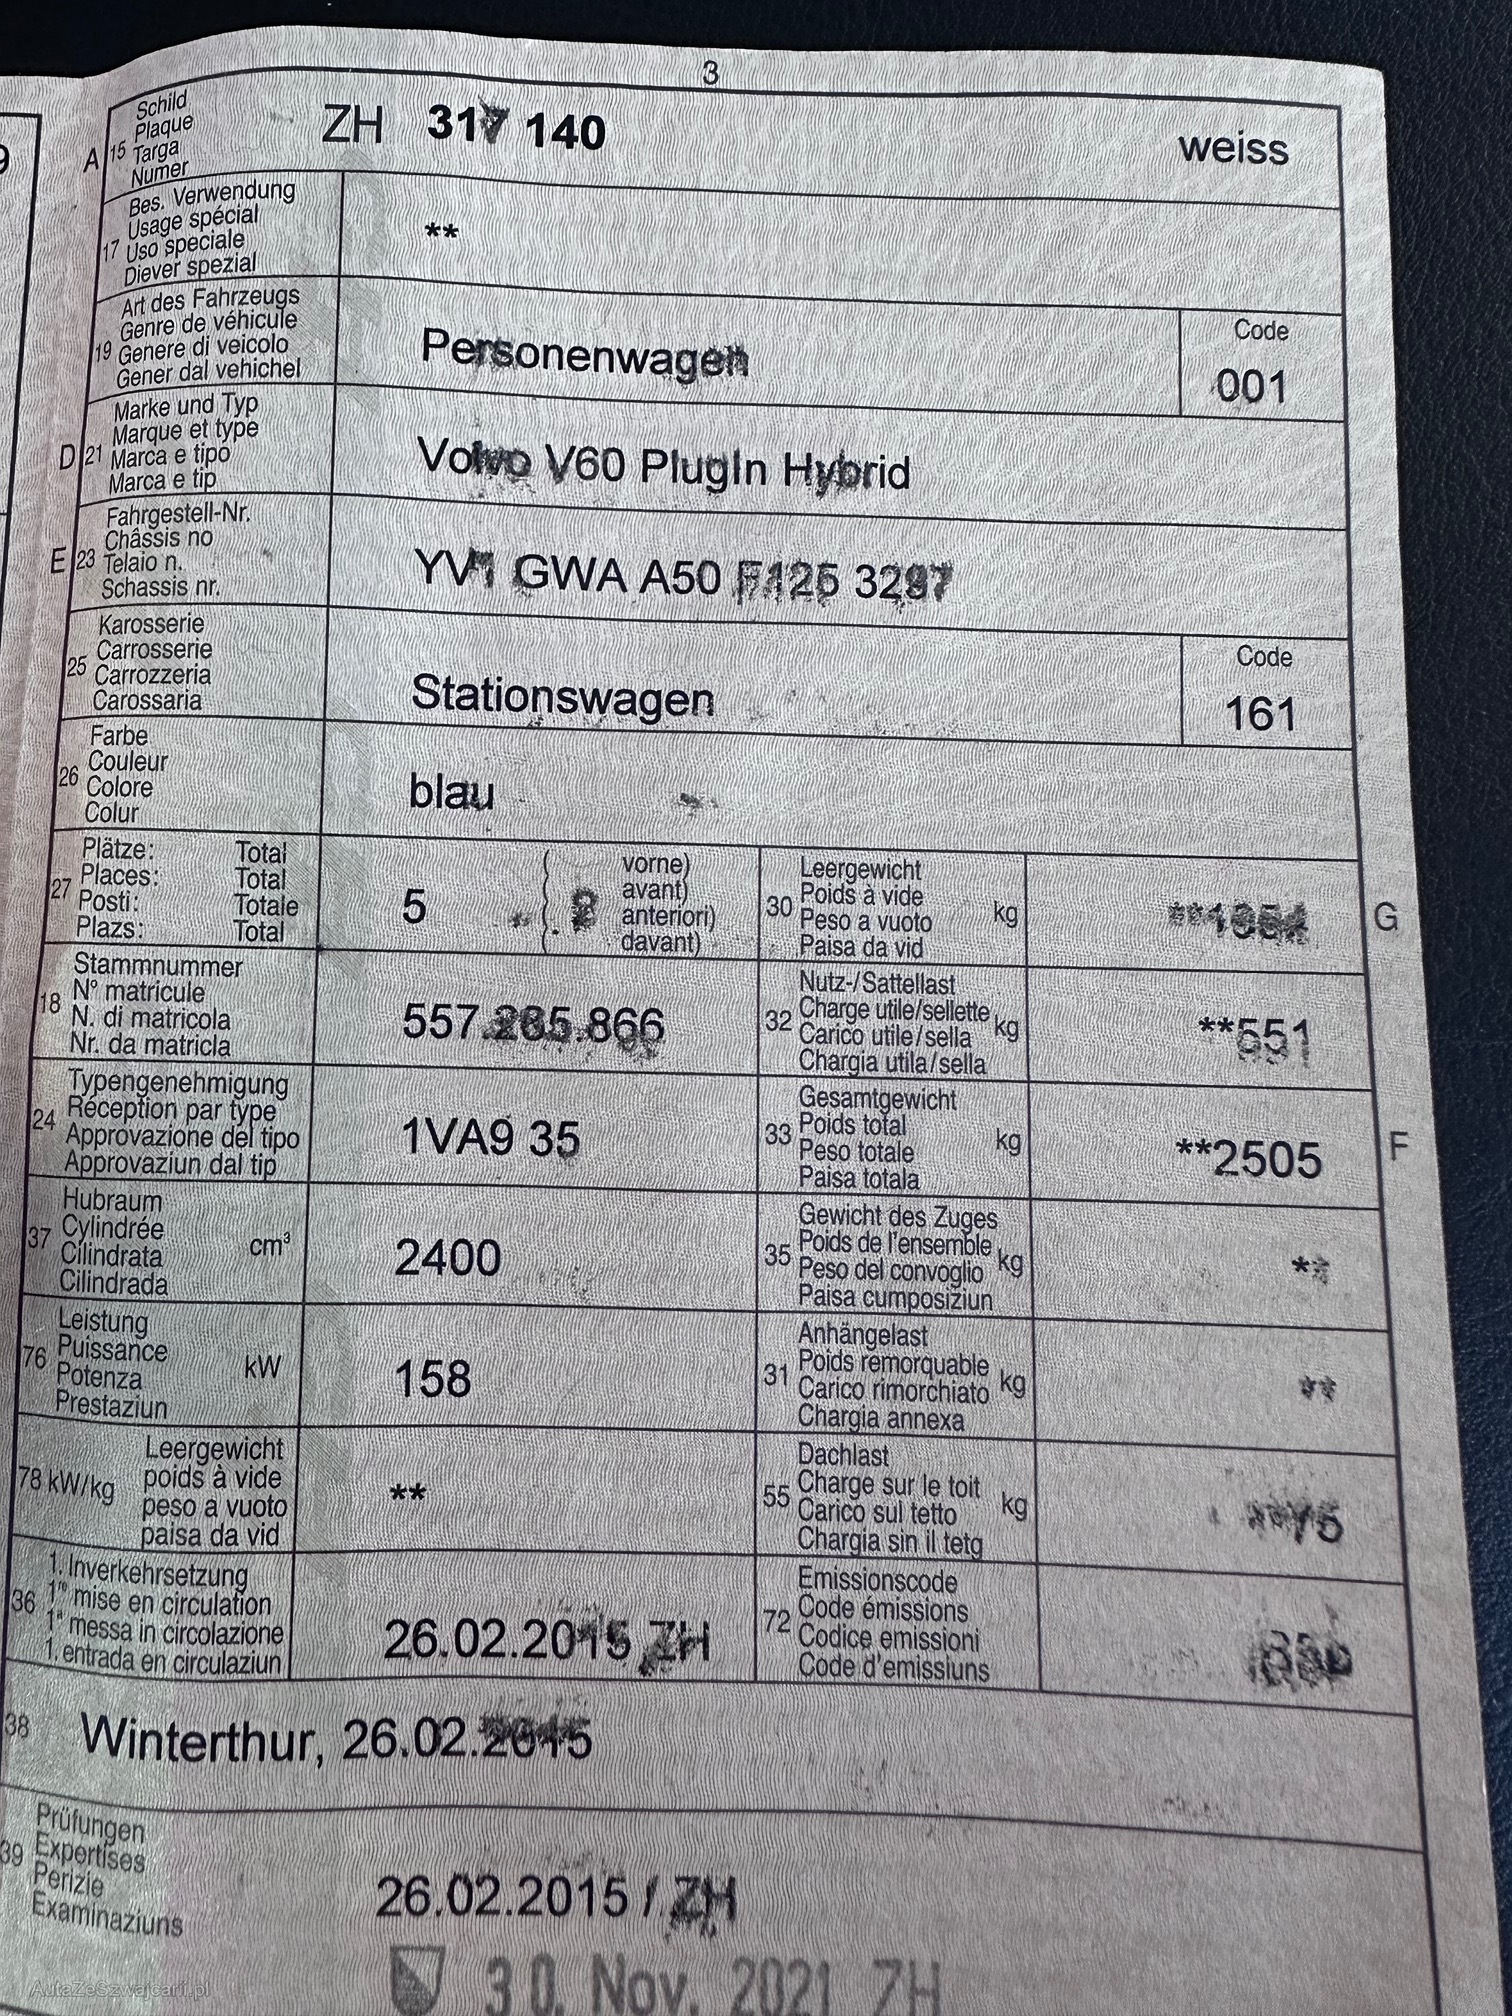 3
A 15 Schild
Plaque
Targa
Numer
ZH 317 140 weiss
17 Bes. Verwendung
Usage spécial
Uso speciale
Diever spezial
**
19 Art des Fahrzeugs
Genre de véhicule
Genere di veicolo
Gener dal vehichel
Personenwagen
Code
001
D 21 Marke und Typ
Marque et type
Marca e tipo
Marca e tip
Volvo V60 PlugIn Hybrid
E 23 Fahrgestell-Nr.
Châssis no
Telaio n.
Schassis nr.
YV1 GWA A50 F126 3297
25 Karosserie
Carrosserie
Carrozzeria
Carossaria
Stationswagen
Code
161
26 Farbe
Couleur
Colore
Colur
blau
27 Plätze: Total
Places: Total
Posti: Totale
Plazs: Total
5
( 2
vorne)
avant)
anteriori)
davant)
30 Leergewicht
Poids à vide
Peso a vuoto
Paisa da vid
kg
G
18 Stammnummer
N° matricule
N. di matricola
Nr. da matricla
557.285.866
32 Nutz-/Sattellast
Charge utile/sellette
Carico utile/sella
Chargia utila/sella
kg
**551
24 Typengenehmigung
Réception par type
Approvazione del tipo
Approvaziun dal tip
1VA9 35
33 Gesamtgewicht
Poids total
Peso totale
Paisa totala
kg
**2505
F
37 Hubraum
Cylindrée
Cilindrata
Cilindrada
cm³
2400
35 Gewicht des Zuges
Poids de l'ensemble
Peso del convoglio
Paisa cumposiziun
kg
**
76 Leistung
Puissance
Potenza
Prestaziun
kW
158
31 Anhängelast
Poids remorquable
Carico rimorchiato
Chargia annexa
kg
**
78 kW/kg
Leergewicht
poids à vide
peso a vuoto
paisa da vid
**
55 Dachlast
Charge sur le toit
Carico sul tetto
Chargia sin il tetg
kg
**75
36 1. Inverkehrsetzung
1re mise en circulation
1a messa in circolazione
1. entrada en circulaziun
26.02.2015 ZH
72 Emissionscode
Code émissions
Codice emissioni
Code d'emissiuns
38 Winterthur, 26.02.2015
39 Prüfungen
Expertises
Perizie
Examinaziuns
26.02.2015 / ZH
30. Nov. 2021 ZH
AutaZeSzwajcarii.pl